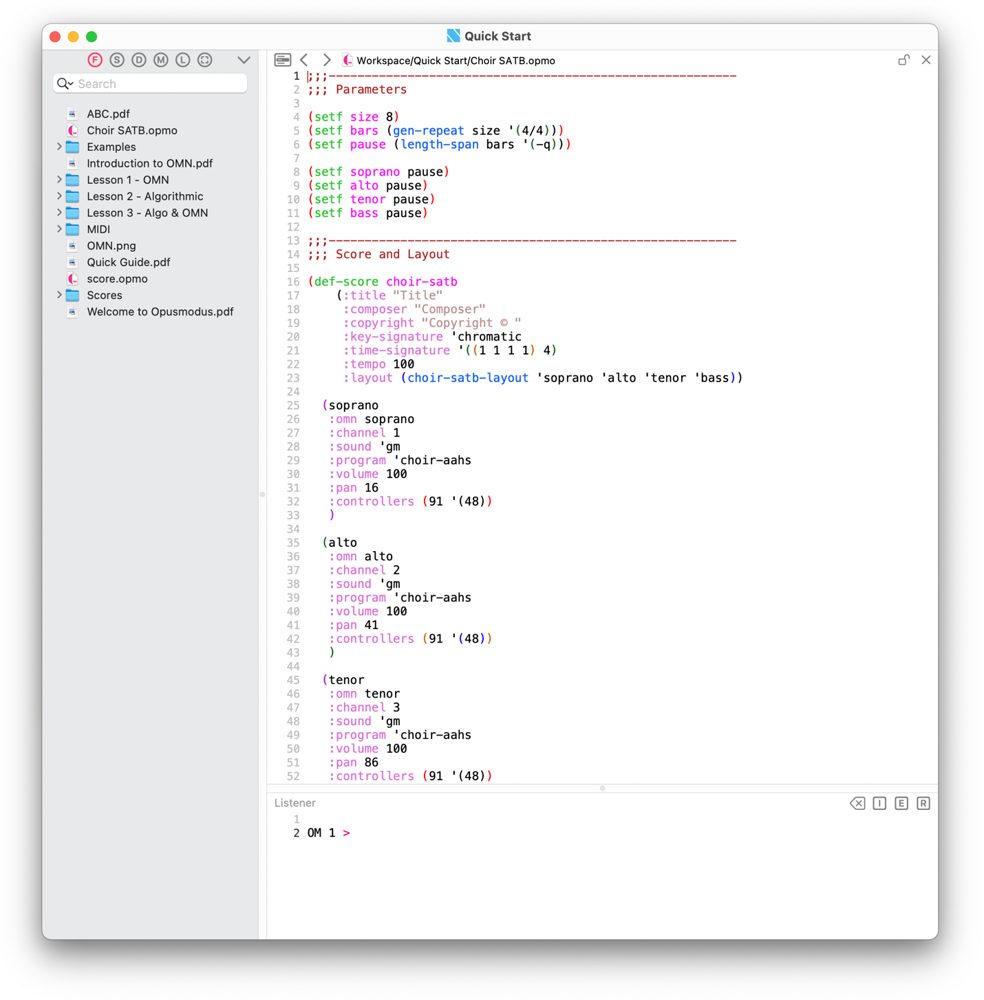 Quick Start
F S D M L
Search
ABC.pdf
Choir SATB.opmo
Examples
Introduction to OMN.pdf
Lesson 1 - OMN
Lesson 2 - Algorithmic
Lesson 3 - Algo & OMN
MIDI
OMN.png
Quick Guide.pdf
score.opmo
Scores
Welcome to Opusmodus.pdf
Workspace/Quick Start/Choir SATB.opmo
1 ;;;---------------------------------------------------------
2 ;;; Parameters
3
4 (setf size 8)
5 (setf bars (gen-repeat size '(4/4)))
6 (setf pause (length-span bars '(-q)))
7
8 (setf soprano pause)
9 (setf alto pause)
10 (setf tenor pause)
11 (setf bass pause)
12
13 ;;;---------------------------------------------------------
14 ;;; Score and Layout
15
16 (def-score choir-satb
17     (:title "Title"
18      :composer "Composer"
19      :copyright "Copyright © "
20      :key-signature 'chromatic
21      :time-signature '((1 1 1 1) 4)
22      :tempo 100
23      :layout (choir-satb-layout 'soprano 'alto 'tenor 'bass))
24
25   (soprano
26    :omn soprano
27    :channel 1
28    :sound 'gm
29    :program 'choir-aahs
30    :volume 100
31    :pan 16
32    :controllers (91 '(48))
33    )
34
35   (alto
36    :omn alto
37    :channel 2
38    :sound 'gm
39    :program 'choir-aahs
40    :volume 100
41    :pan 41
42    :controllers (91 '(48))
43    )
44
45   (tenor
46    :omn tenor
47    :channel 3
48    :sound 'gm
49    :program 'choir-aahs
50    :volume 100
51    :pan 86
52    :controllers (91 '(48))
Listener
I E R
1
2 OM 1 >